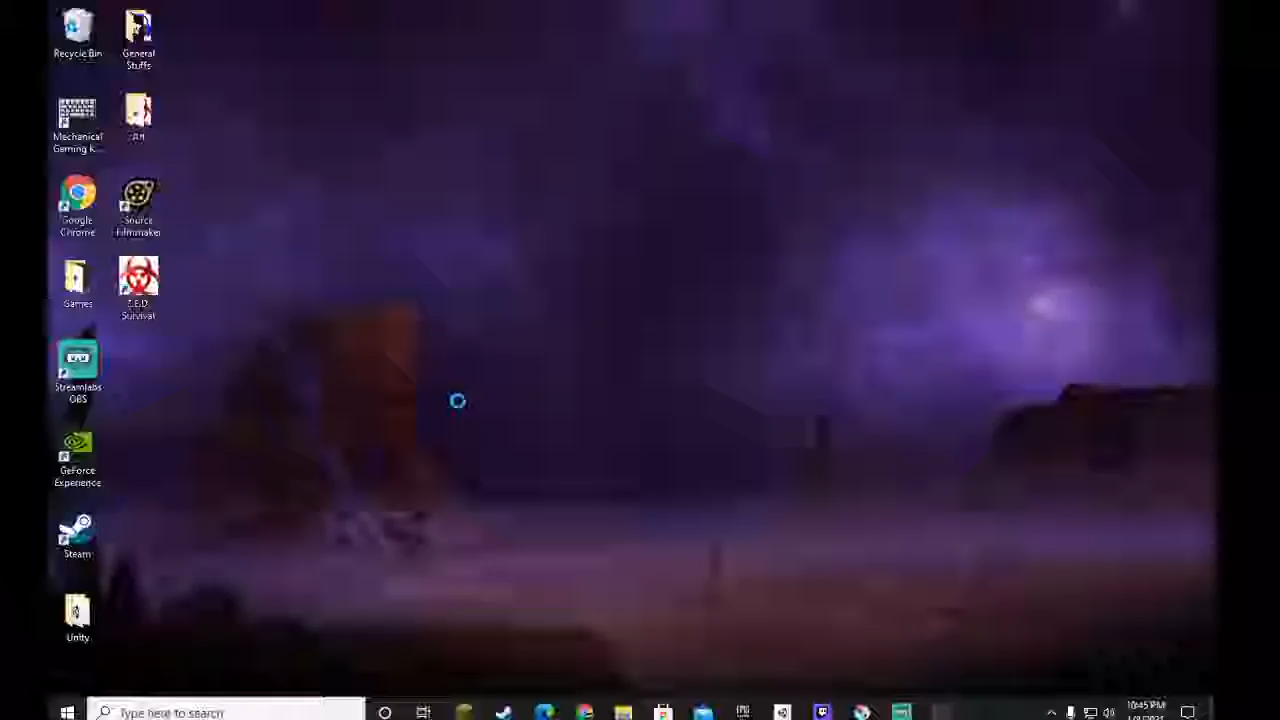 Recycle Bin
General
Stuffs
Mechanical
Gaming K...
Art
Google
Chrome
Source
Filmmaker
Games
Survival
Streamlabs
OBS
GeForce
Experience
Steam
Unity
Type here to search
10:45 PM